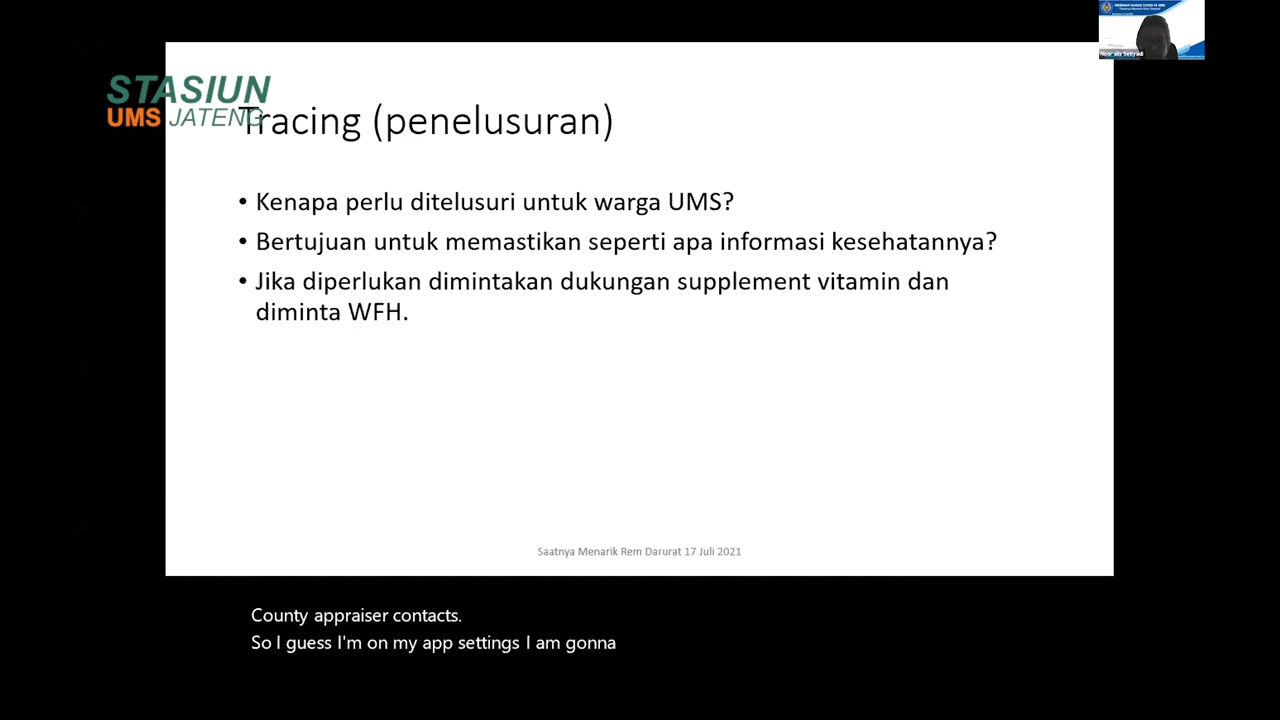 STASIUN
UMS JATENG
Tracing (penelusuran)
• Kenapa perlu ditelusuri untuk warga UMS?
• Bertujuan untuk memastikan seperti apa informasi kesehatannya?
• Jika diperlukan dimintakan dukungan supplement vitamin dan
diminta WFH.
Saatnya Menarik Rem Darurat 17 Juli 2021
County appraiser contacts.
So I guess I'm on my app settings I am gonna